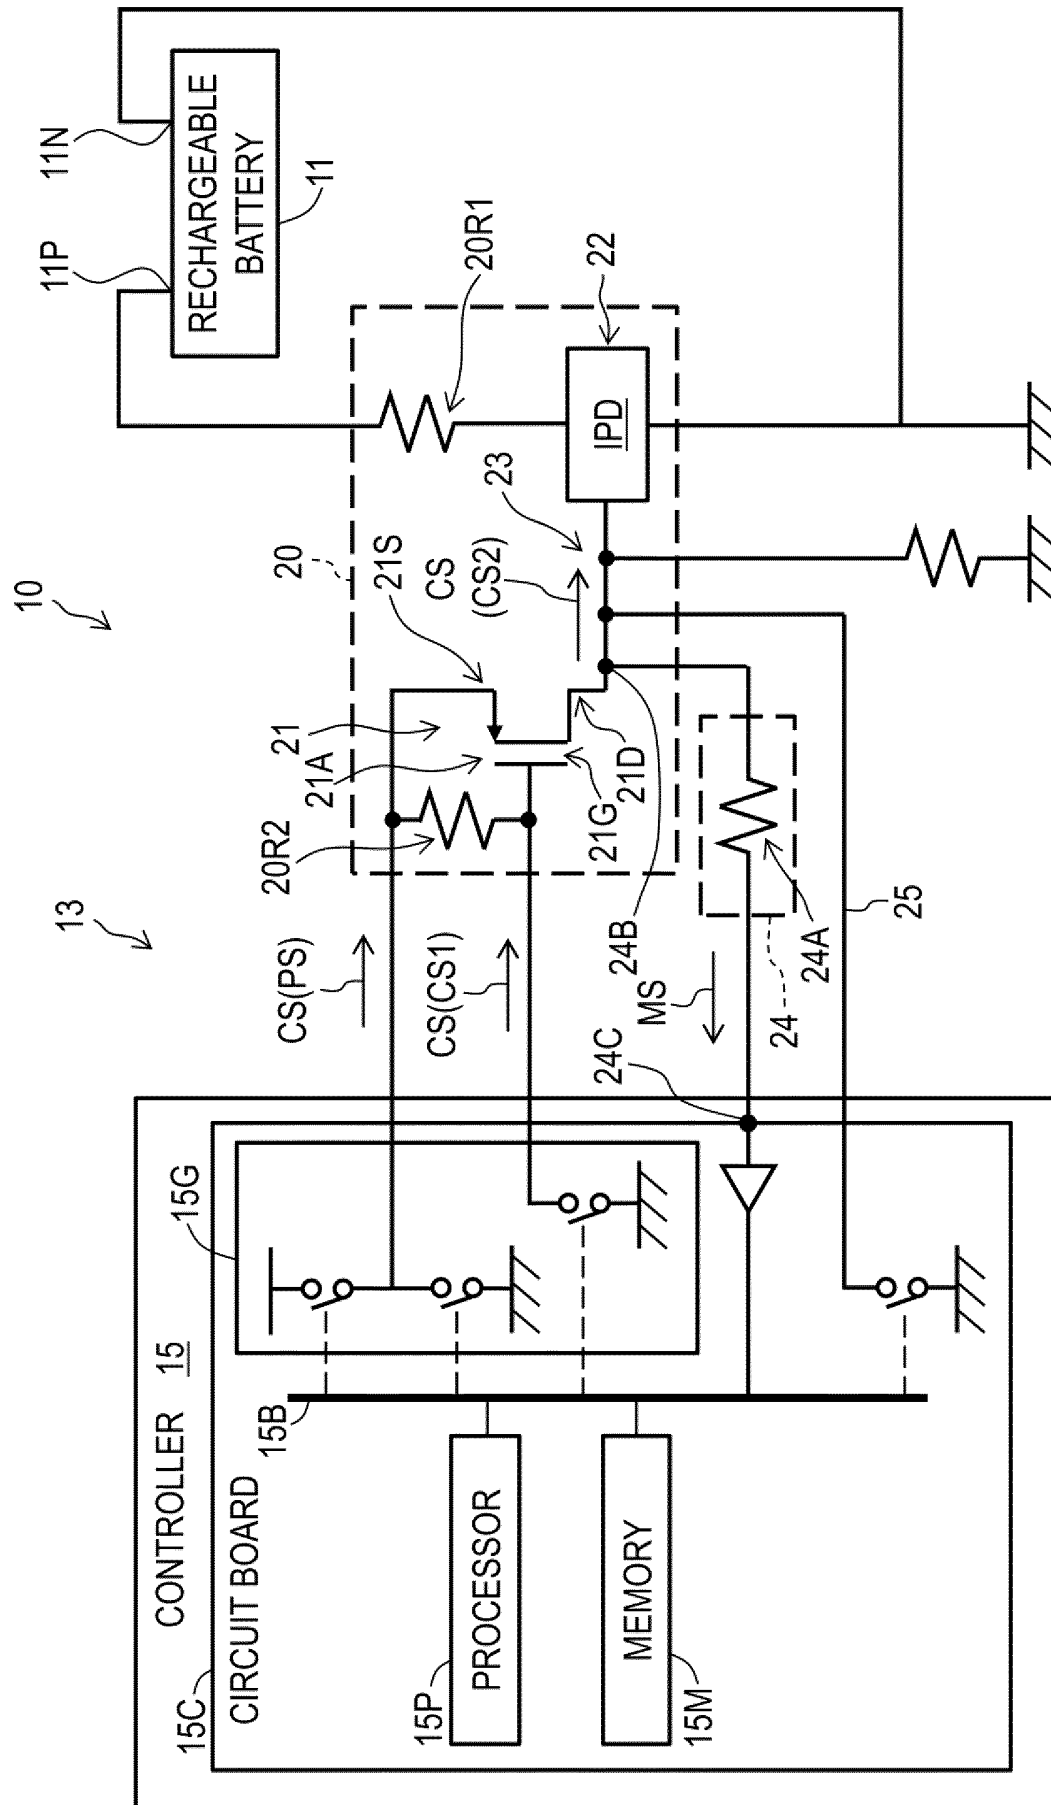 10
13
CONTROLLER 15
15C
CIRCUIT BOARD
15G
15B
PROCESSOR
15P
MEMORY
15M
CS(PS)
CS(CS1)
MS
24C
20
20R2
21A
21
21S
21G
21D
24B
CS
(CS2)
23
20R1
IPD
22
24
24A
25
11P
11N
RECHARGEABLE
BATTERY
11